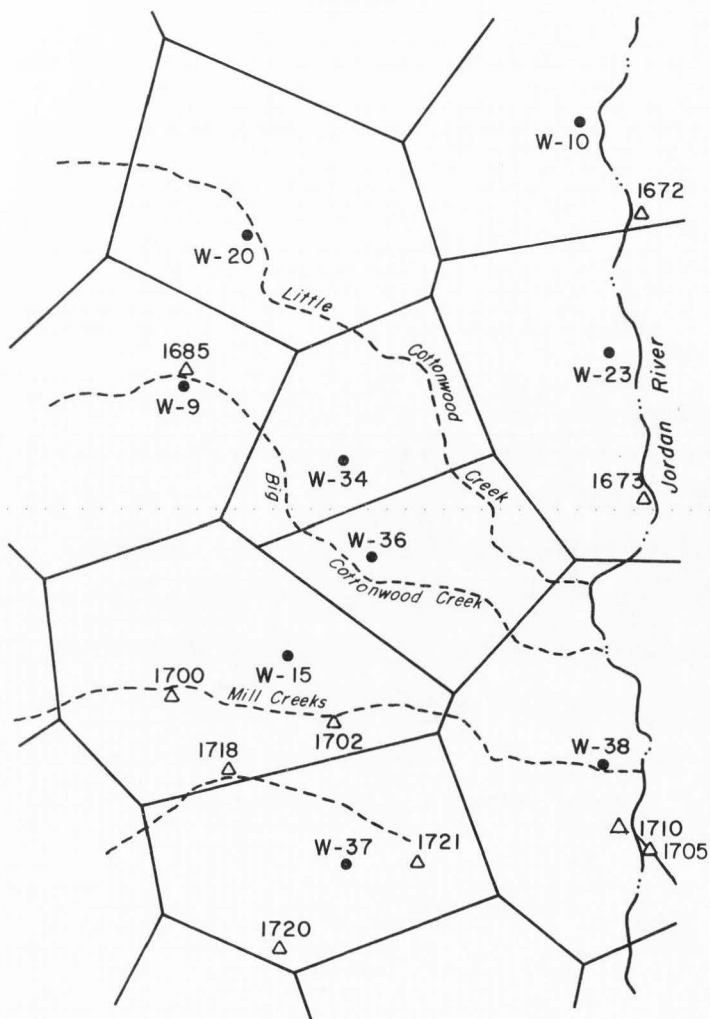 W-10
1672
W-20
Little
1685
W-9
Cottonwood
W-23
Jordan River
Big
W-34
Creek
1673
W-36
Cottonwood Creek
W-15
1700
Mill Creeks
1702
1718
W-38
W-37
1721
1710
1705
1720